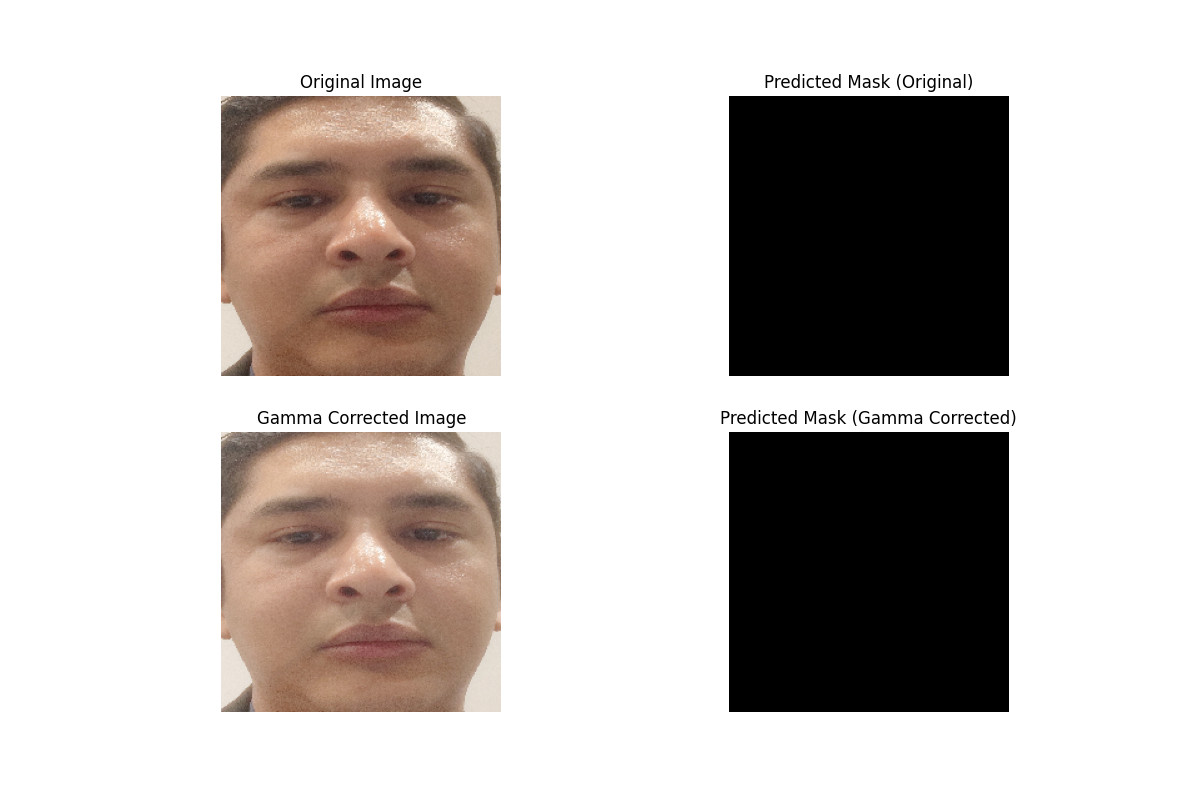 Original Image
Predicted Mask (Original)
Gamma Corrected Image
Predicted Mask (Gamma Corrected)